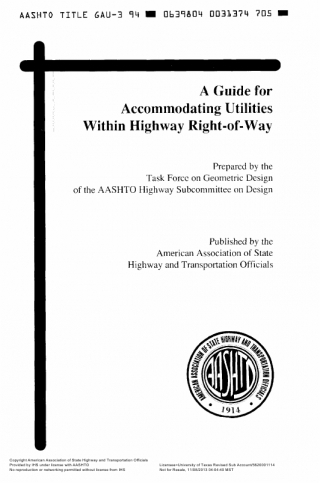 AASHTO TITLE GAU-3 94 ■ 0639804 0031374 705 ■
A Guide for
Accommodating Utilities
Within Highway Right-of-Way
Prepared by the
Task Force on Geometric Design
of the AASHTO Highway Subcommittee on Design
Published by the
American Association of State
Highway and Transportation Officials
AMERICAN ASSOCIATION OF STATE HIGHWAY AND TRANSPORTATION OFFICIALS
AASHTO
1914
Copyright American Association of State Highway and Transportation Officials
Provided by IHS under license with AASHTO
No reproduction or networking permitted without license from IHS
Licensee=University of Texas Revised Sub Account/5620001114
Not for Resale,